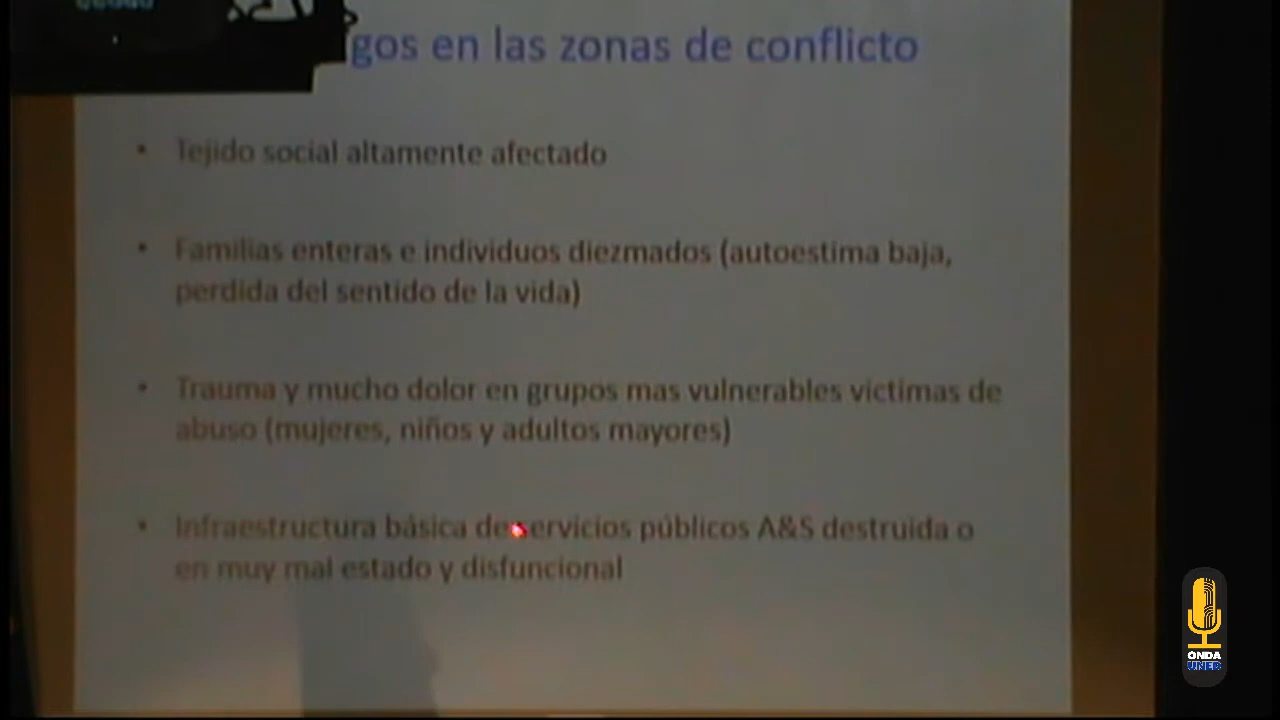 gos en las zonas de conflicto
• Tejido social altamente afectado
• Familias enteras e individuos diezmados (autoestima baja,
perdida del sentido de la vida)
• Trauma y mucho dolor en grupos mas vulnerables victimas de
abuso (mujeres, niños y adultos mayores)
• Infraestructura básica de servicios públicos A&S destruida o
en muy mal estado y disfuncional
ONDA
UNEB